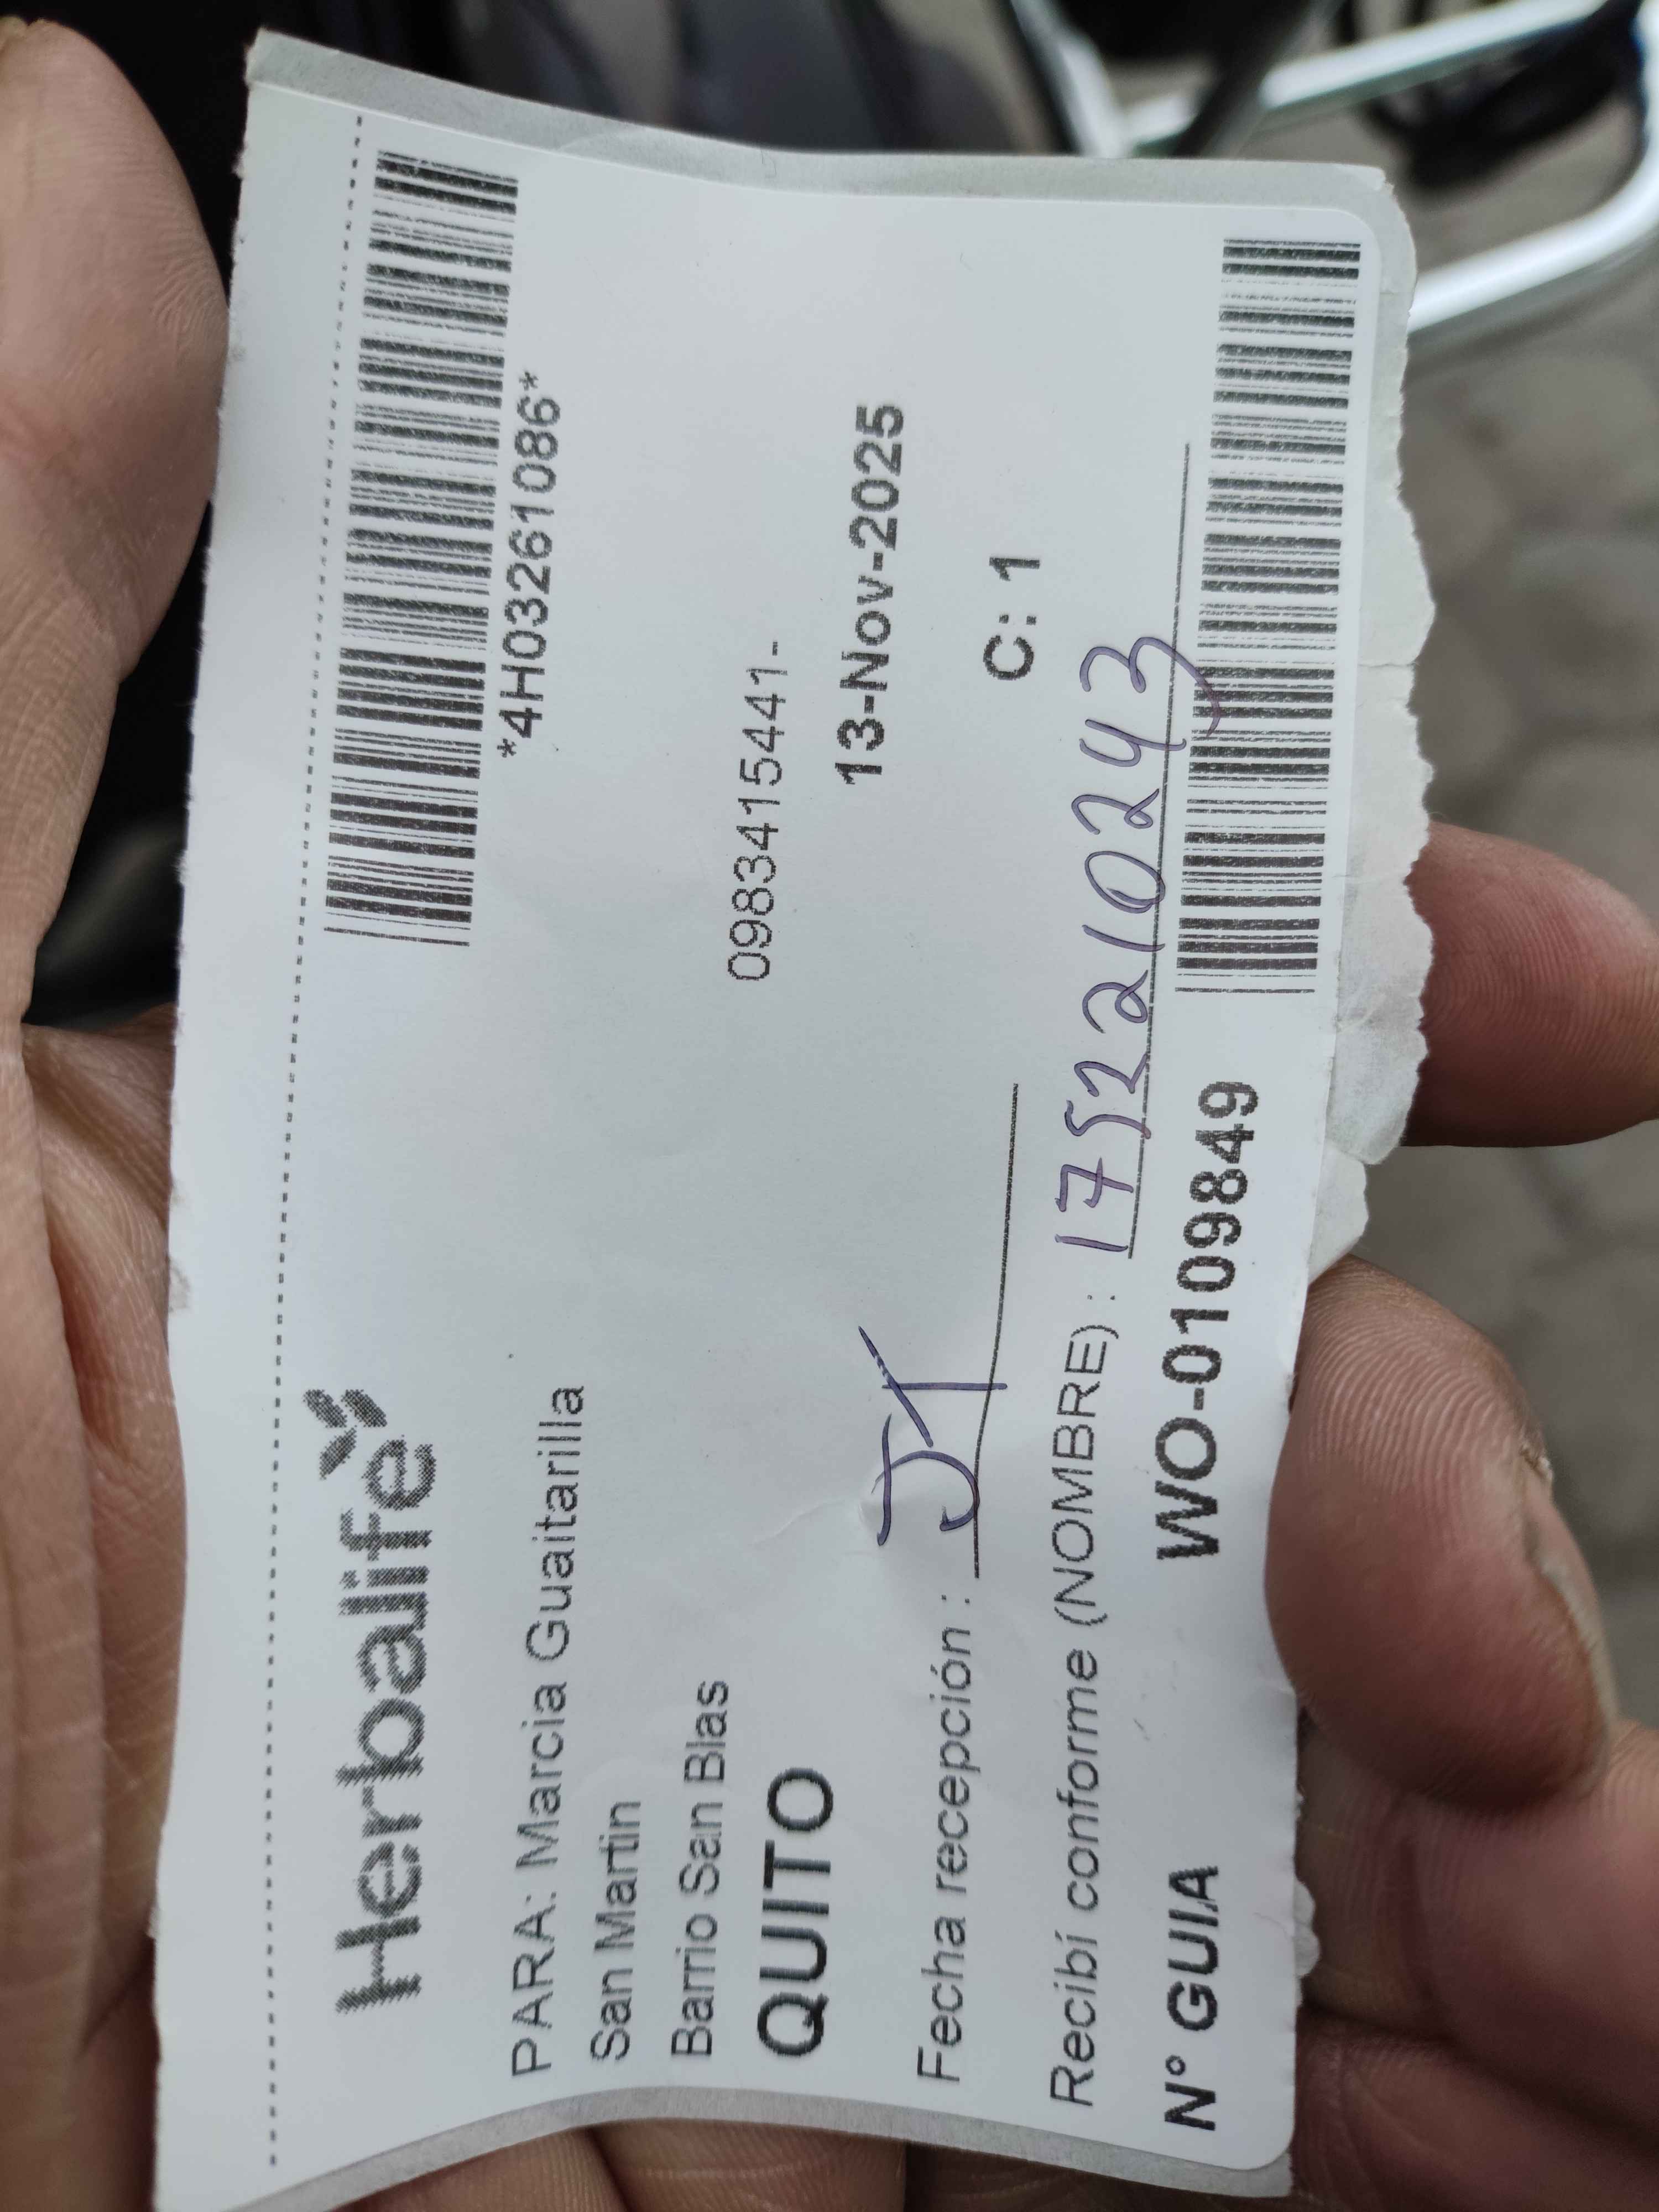 Herbalife
*4H03261086*
PARA: Marcia Guaitarilla
San Martin
Barrio San Blas
0983415441-
QUITO
13-Nov-2025
Fecha recepción :
C: 1
Recibí conforme (NOMBRE) : 1752210243
N° GUIA WO-0109849